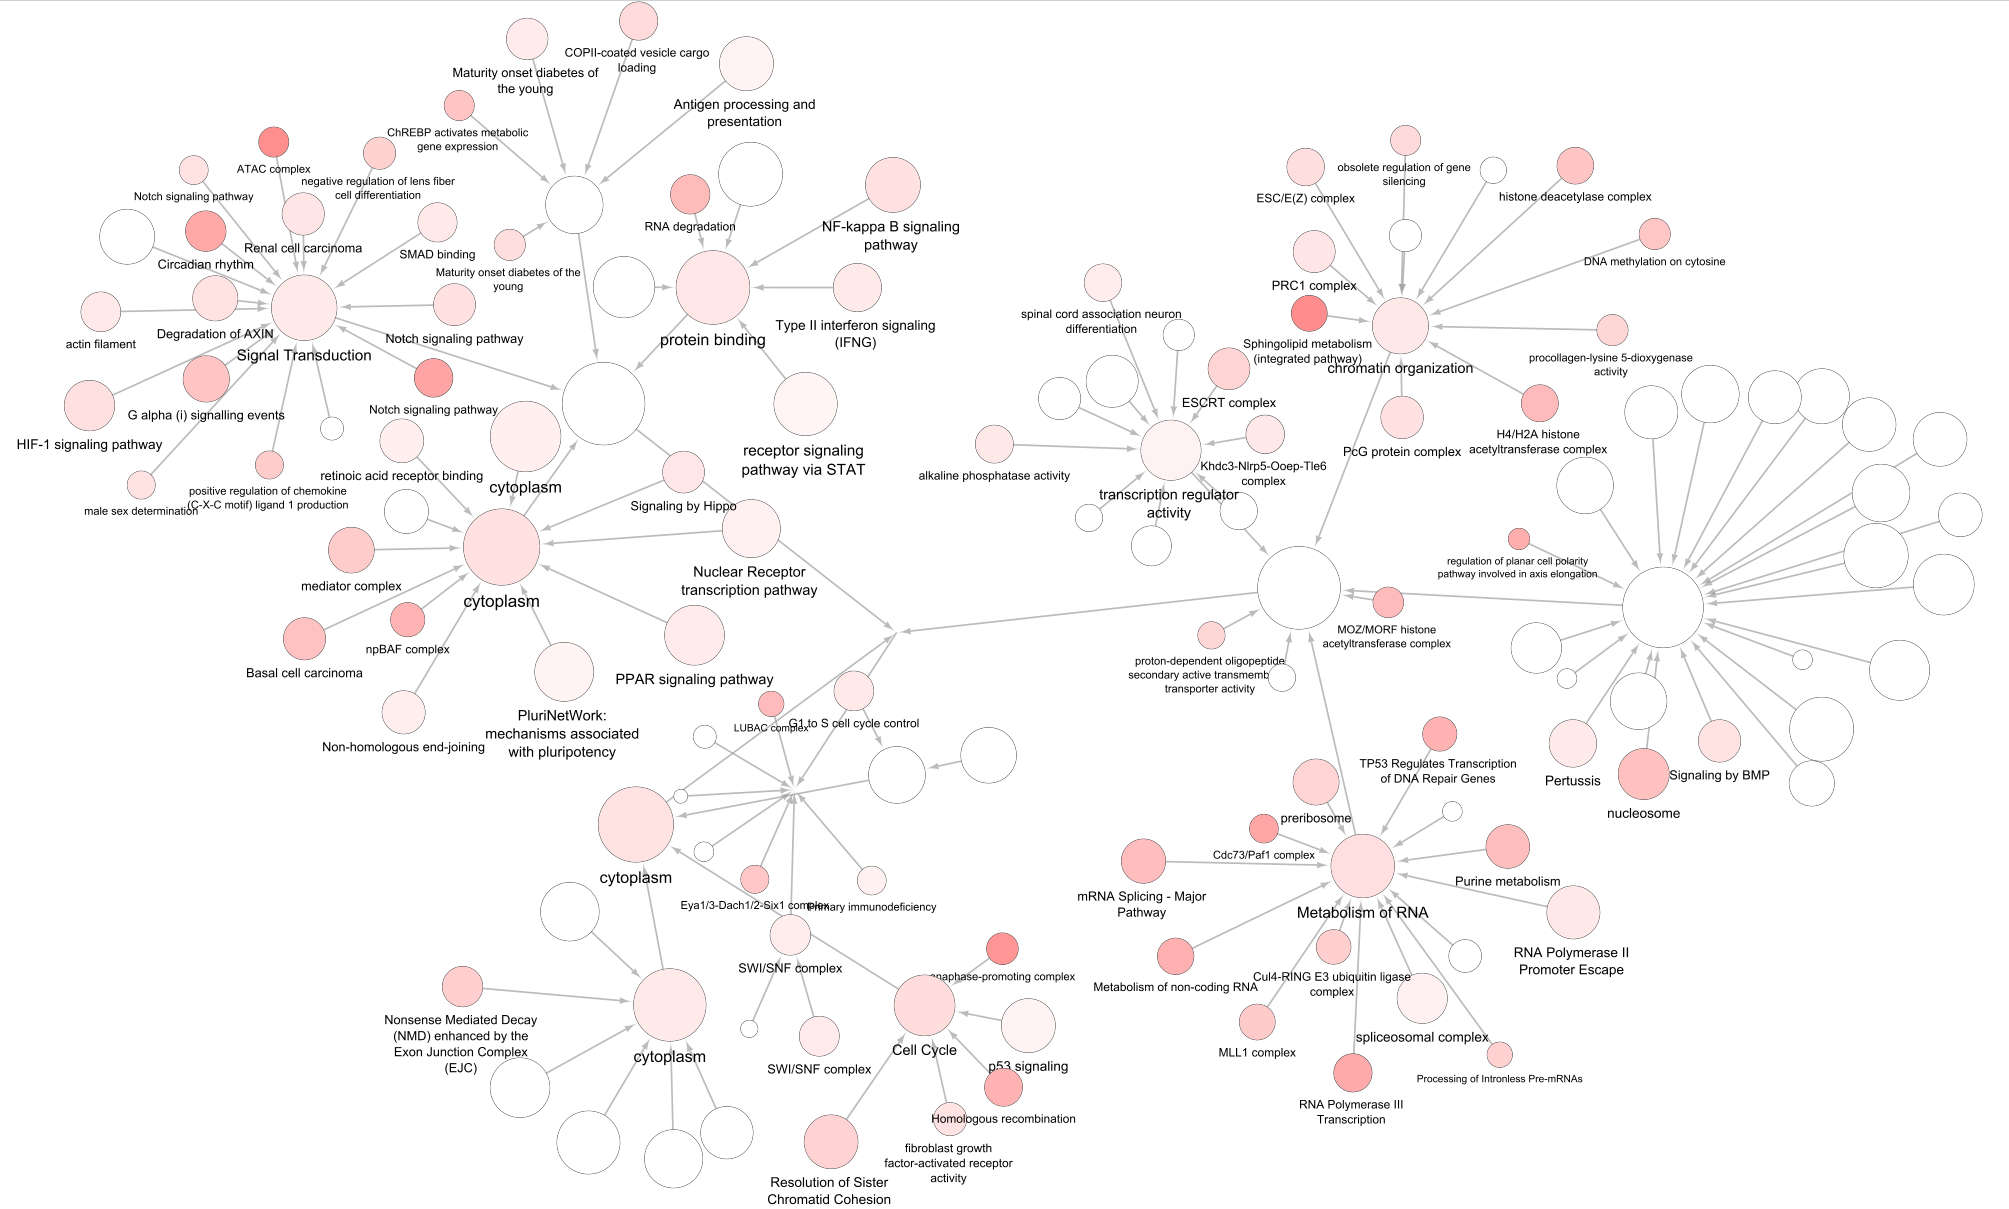 COPII-coated vesicle cargo
loading
Maturity onset diabetes of
the young
Antigen processing and
presentation
ChREBP activates metabolic
gene expression
ATAC complex
negative regulation of lens fiber
cell differentiation
Notch signaling pathway
Renal cell carcinoma
Circadian rhythm
SMAD binding
Maturity onset diabetes of the
young
RNA degradation
NF-kappa B signaling
pathway
Type II interferon signaling
(IFNG)
protein binding
actin filament
Degradation of AXIN
Signal Transduction
Notch signaling pathway
HIF-1 signaling pathway
G alpha (i) signalling events
Notch signaling pathway
receptor signaling
pathway via STAT
male sex determination
positive regulation of chemokine
(C-X-C motif) ligand 1 production
retinoic acid receptor binding
cytoplasm
Signaling by Hippo
mediator complex
cytoplasm
Nuclear Receptor
transcription pathway
Basal cell carcinoma
npBAF complex
PPAR signaling pathway
Non-homologous end-joining
PluriNetWork:
mechanisms associated
with pluripotency
LUBAC complex
G1 to S cell cycle control
cytoplasm
Eya1/3-Dach1/2-Six1 complex
Primary immunodeficiency
SWI/SNF complex
Nonsense Mediated Decay
(NMD) enhanced by the
Exon Junction Complex
(EJC)
cytoplasm
SWI/SNF complex
anaphase-promoting complex
Cell Cycle
p53 signaling
Homologous recombination
fibroblast growth
factor-activated receptor
activity
Resolution of Sister
Chromatid Cohesion
obsolete regulation of gene
silencing
ESC/E(Z) complex
histone deacetylase complex
DNA methylation on cytosine
PRC1 complex
Sphingolipid metabolism
(integrated pathway)
chromatin organization
procollagen-lysine 5-dioxygenase
activity
PcG protein complex
H4/H2A histone
acetyltransferase complex
spinal cord association neuron
differentiation
ESCRT complex
alkaline phosphatase activity
Khdc3-Nlrp5-Ooep-Tle6
complex
transcription regulator
activity
regulation of planar cell polarity
pathway involved in axis elongation
MOZ/MORF histone
acetyltransferase complex
proton-dependent oligopeptide
secondary active transmembrane
transporter activity
Pertussis
Signaling by BMP
nucleosome
TP53 Regulates Transcription
of DNA Repair Genes
preribosome
Cdc73/Paf1 complex
mRNA Splicing - Major
Pathway
Purine metabolism
Metabolism of RNA
RNA Polymerase II
Promoter Escape
Metabolism of non-coding RNA
Cul4-RING E3 ubiquitin ligase
complex
MLL1 complex
spliceosomal complex
Processing of Intronless Pre-mRNAs
RNA Polymerase III
Transcription